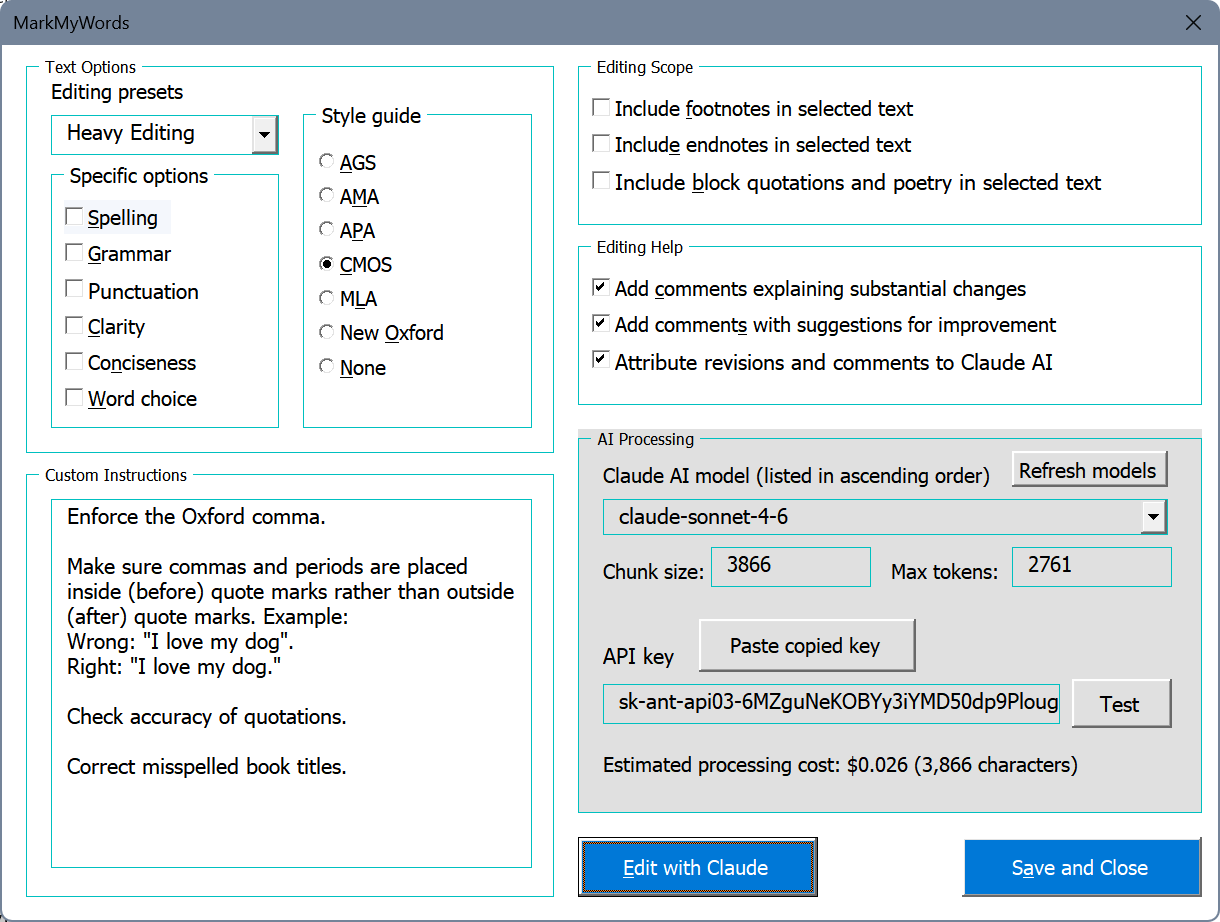 MarkMyWords
Text Options
Editing presets
Heavy Editing
Specific options
Spelling
Grammar
Punctuation
Clarity
Conciseness
Word choice
Style guide
AGS
AMA
APA
CMOS
MLA
New Oxford
None
Custom Instructions
Enforce the Oxford comma.
Make sure commas and periods are placed
inside (before) quote marks rather than outside
(after) quote marks. Example:
Wrong: "I love my dog".
Right: "I love my dog."
Check accuracy of quotations.
Correct misspelled book titles.
Editing Scope
Include footnotes in selected text
Include endnotes in selected text
Include block quotations and poetry in selected text
Editing Help
Add comments explaining substantial changes
Add comments with suggestions for improvement
Attribute revisions and comments to Claude AI
AI Processing
Claude AI model (listed in ascending order)
Refresh models
claude-sonnet-4-6
Chunk size: 3866
Max tokens: 2761
API key
Paste copied key
sk-ant-api03-6MZguNeKOBYy3iYMD50dp9Ploug
Test
Estimated processing cost: $0.026 (3,866 characters)
Edit with Claude
Save and Close